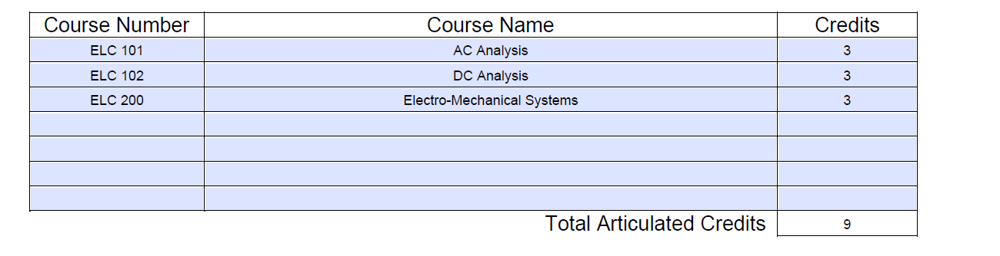 Course Number Course Name Credits
ELC 101 AC Analysis 3
ELC 102 DC Analysis 3
ELC 200 Electro-Mechanical Systems 3
Total Articulated Credits 9